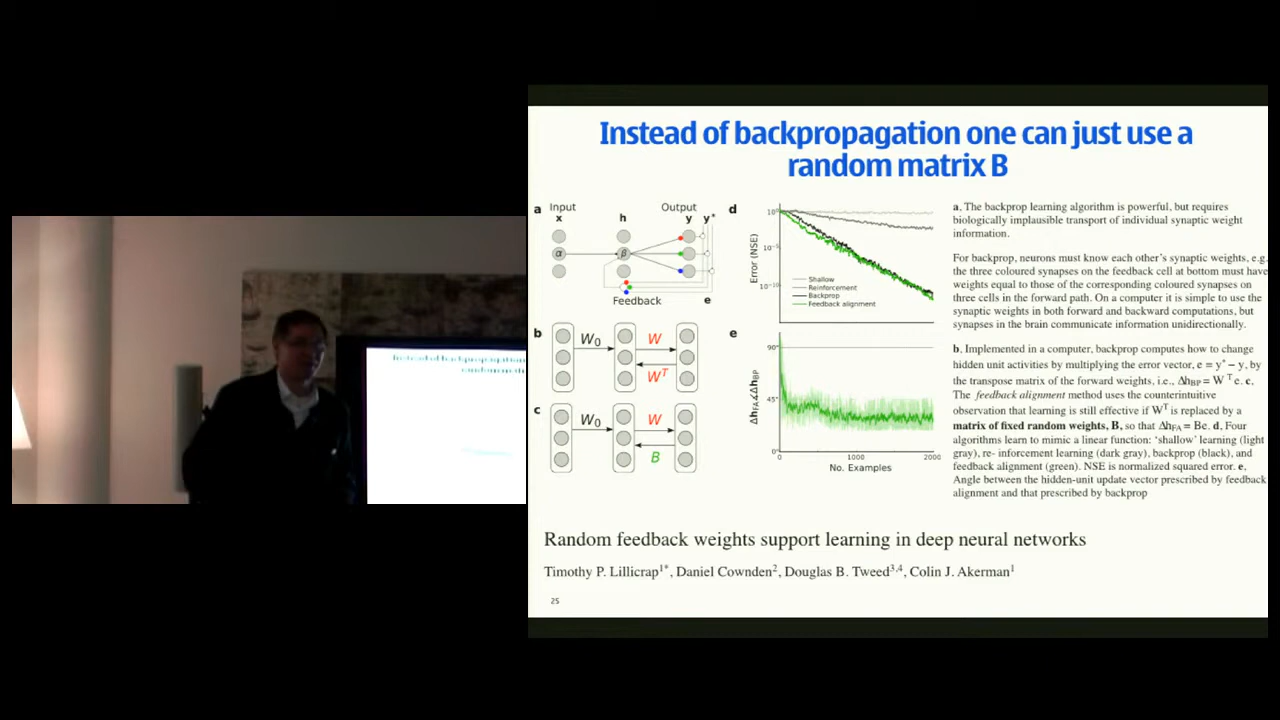 Instead of backpropagation one can just use a
random matrix B
a
Input
Output
x
h
y
y*
α
β
Feedback
e
b
W₀
W
Wᵀ
c
W₀
W
B
d
Error (NSE)
10⁰
10⁻⁵
10⁻¹⁰
Shallow
Reinforcement
Backprop
Feedback alignment
e
Δh_FA∡Δh_BP
90°
45°
0°
0
1000
2000
No. Examples
a, The backprop learning algorithm is powerful, but requires
biologically implausible transport of individual synaptic weight
information.
For backprop, neurons must know each other's synaptic weights, e.g.
the three coloured synapses on the feedback cell at bottom must have
weights equal to those of the corresponding coloured synapses on
three cells in the forward path. On a computer it is simple to use the
synaptic weights in both forward and backward computations, but
synapses in the brain communicate information unidirectionally.
b, Implemented in a computer, backprop computes how to change
hidden unit activities by multiplying the error vector, e = y* − y, by
the transpose matrix of the forward weights, i.e., Δh_BP = W ᵀ e. c,
The feedback alignment method uses the counterintuitive
observation that learning is still effective if Wᵀ is replaced by a
matrix of fixed random weights, B, so that Δh_FA = Be. d, Four
algorithms learn to mimic a linear function: 'shallow' learning (light
gray), re- inforcement learning (dark gray), backprop (black), and
feedback alignment (green). NSE is normalized squared error. e,
Angle between the hidden-unit update vector prescribed by feedback
alignment and that prescribed by backprop
Random feedback weights support learning in deep neural networks
Timothy P. Lillicrap¹*, Daniel Cownden², Douglas B. Tweed³,⁴, Colin J. Akerman¹
25
Instead of backpropagation
random